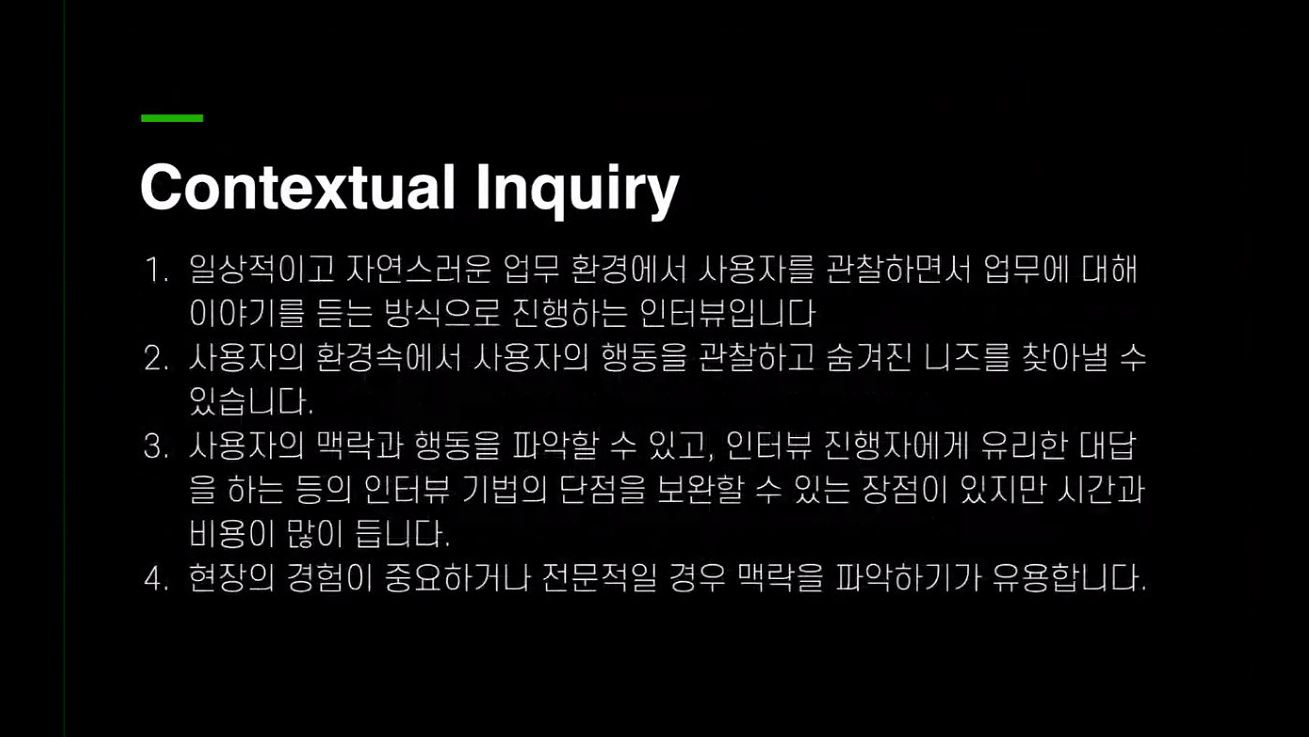 Contextual Inquiry
1. 일상적이고 자연스러운 업무 환경에서 사용자를 관찰하면서 업무에 대해
이야기를 듣는 방식으로 진행하는 인터뷰입니다
2. 사용자의 환경속에서 사용자의 행동을 관찰하고 숨겨진 니즈를 찾아낼 수
있습니다.
3. 사용자의 맥락과 행동을 파악할 수 있고, 인터뷰 진행자에게 유리한 대답
을 하는 등의 인터뷰 기법의 단점을 보완할 수 있는 장점이 있지만 시간과
비용이 많이 듭니다.
4. 현장의 경험이 중요하거나 전문적일 경우 맥락을 파악하기가 유용합니다.